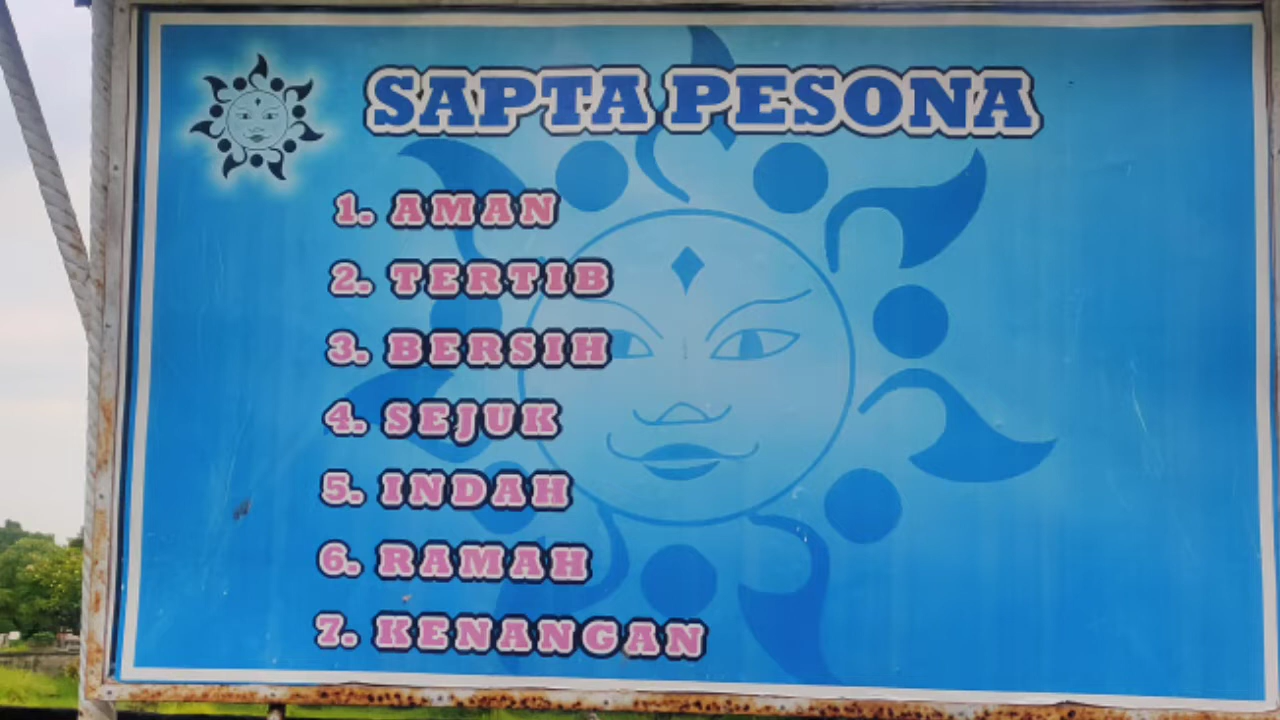 SAPTA PESONA
1. AMAN
2. TERTIB
3. BERSIH
4. SEJUK
5. INDAH
6. RAMAH
7. KENANGAN